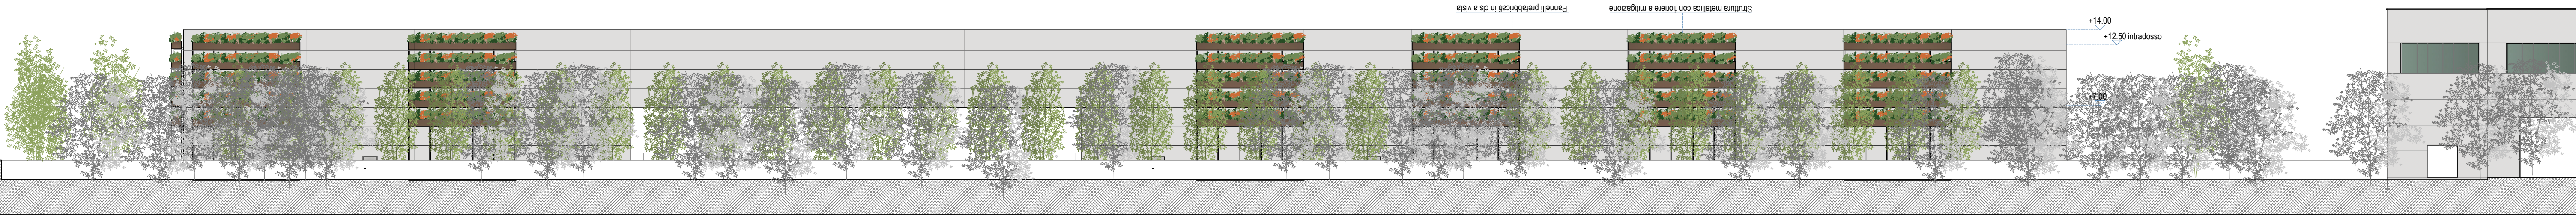 Pannelli prefabbricati in cls a vista
Struttura metallica con fioriere a mitigazione
+14.00
+12.50 intradosso
+7.00